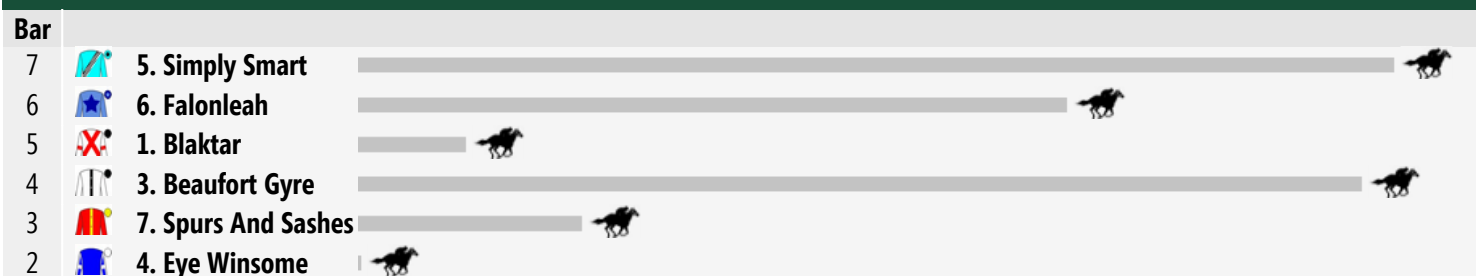 Bar
7 5. Simply Smart
6 6. Falonleah
5 1. Blaktar
4 3. Beaufort Gyre
3 7. Spurs And Sashes
2 4. Eye Winsome